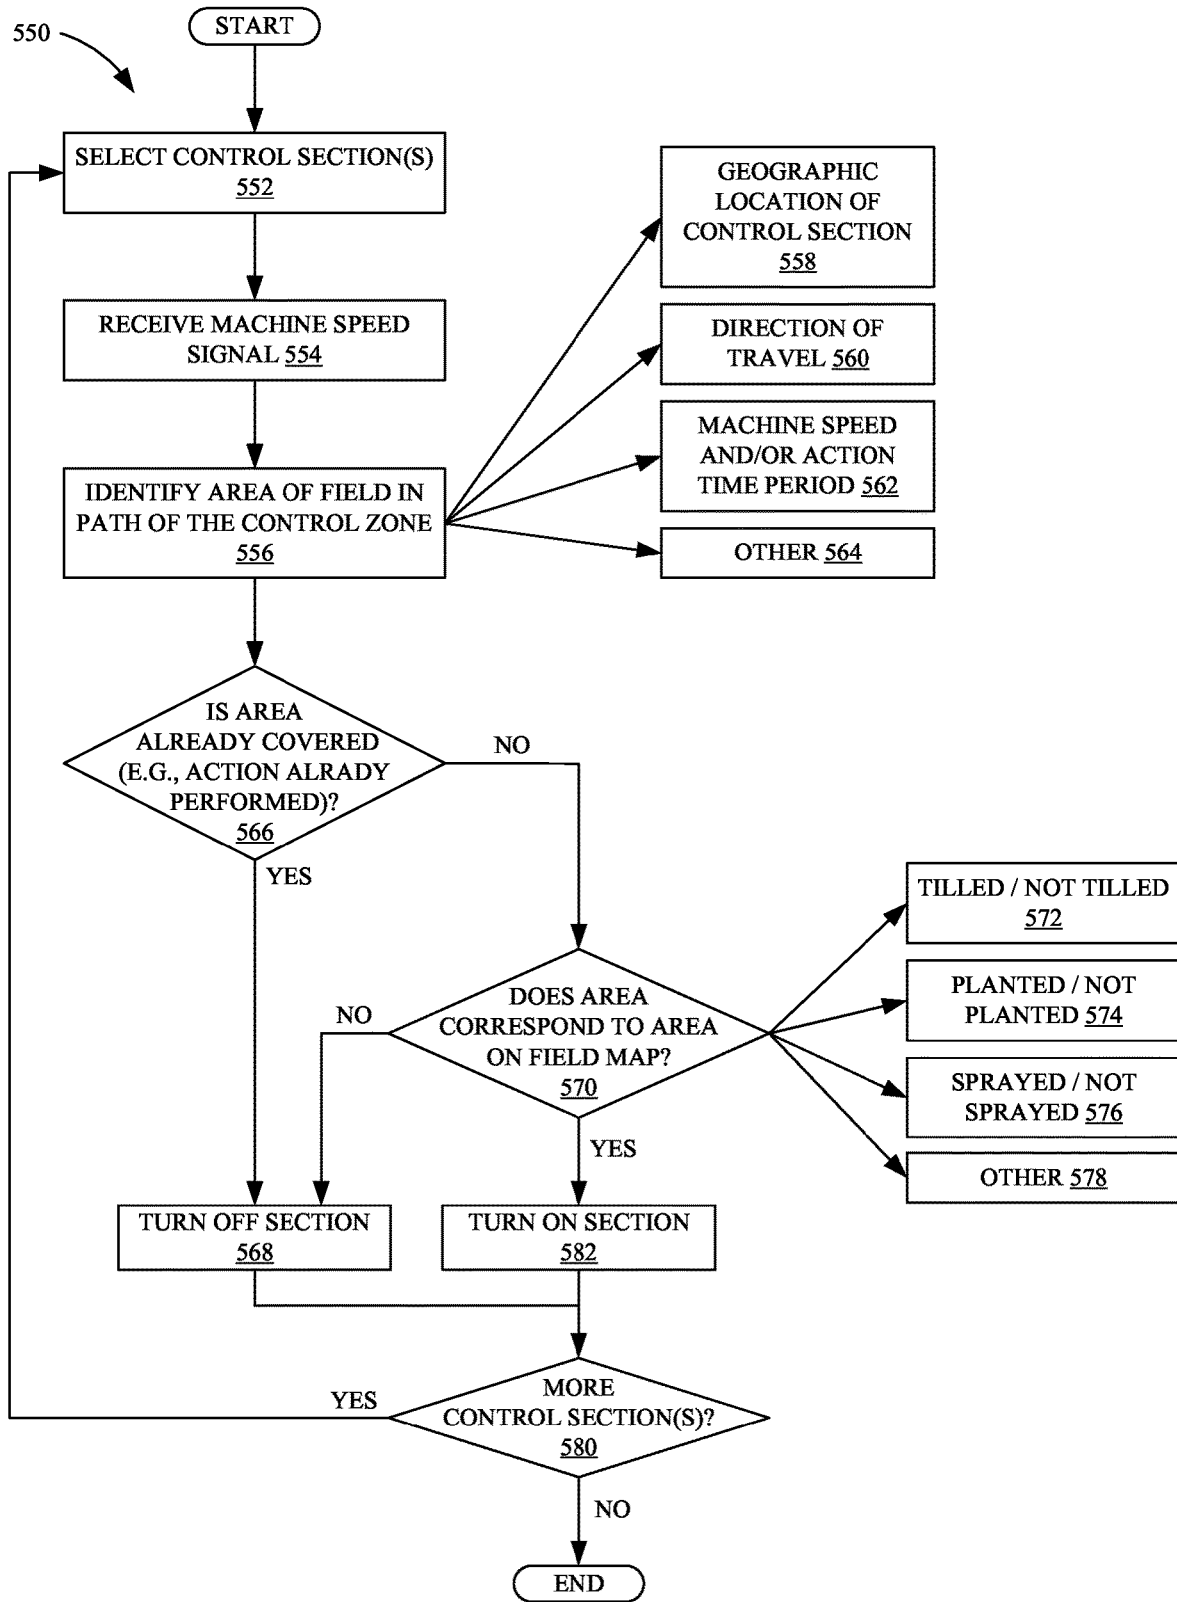 550
START
SELECT CONTROL SECTION(S)
552
RECEIVE MACHINE SPEED
SIGNAL 554
IDENTIFY AREA OF FIELD IN
PATH OF THE CONTROL ZONE
556
GEOGRAPHIC
LOCATION OF
CONTROL SECTION
558
DIRECTION OF
TRAVEL 560
MACHINE SPEED
AND/OR ACTION
TIME PERIOD 562
OTHER 564
IS AREA
ALREADY COVERED
(E.G., ACTION ALRADY
PERFORMED)?
566
NO
YES
DOES AREA
CORRESPOND TO AREA
ON FIELD MAP?
570
NO
YES
TILLED / NOT TILLED
572
PLANTED / NOT
PLANTED 574
SPRAYED / NOT
SPRAYED 576
OTHER 578
TURN OFF SECTION
568
TURN ON SECTION
582
MORE
CONTROL SECTION(S)?
580
YES
NO
END